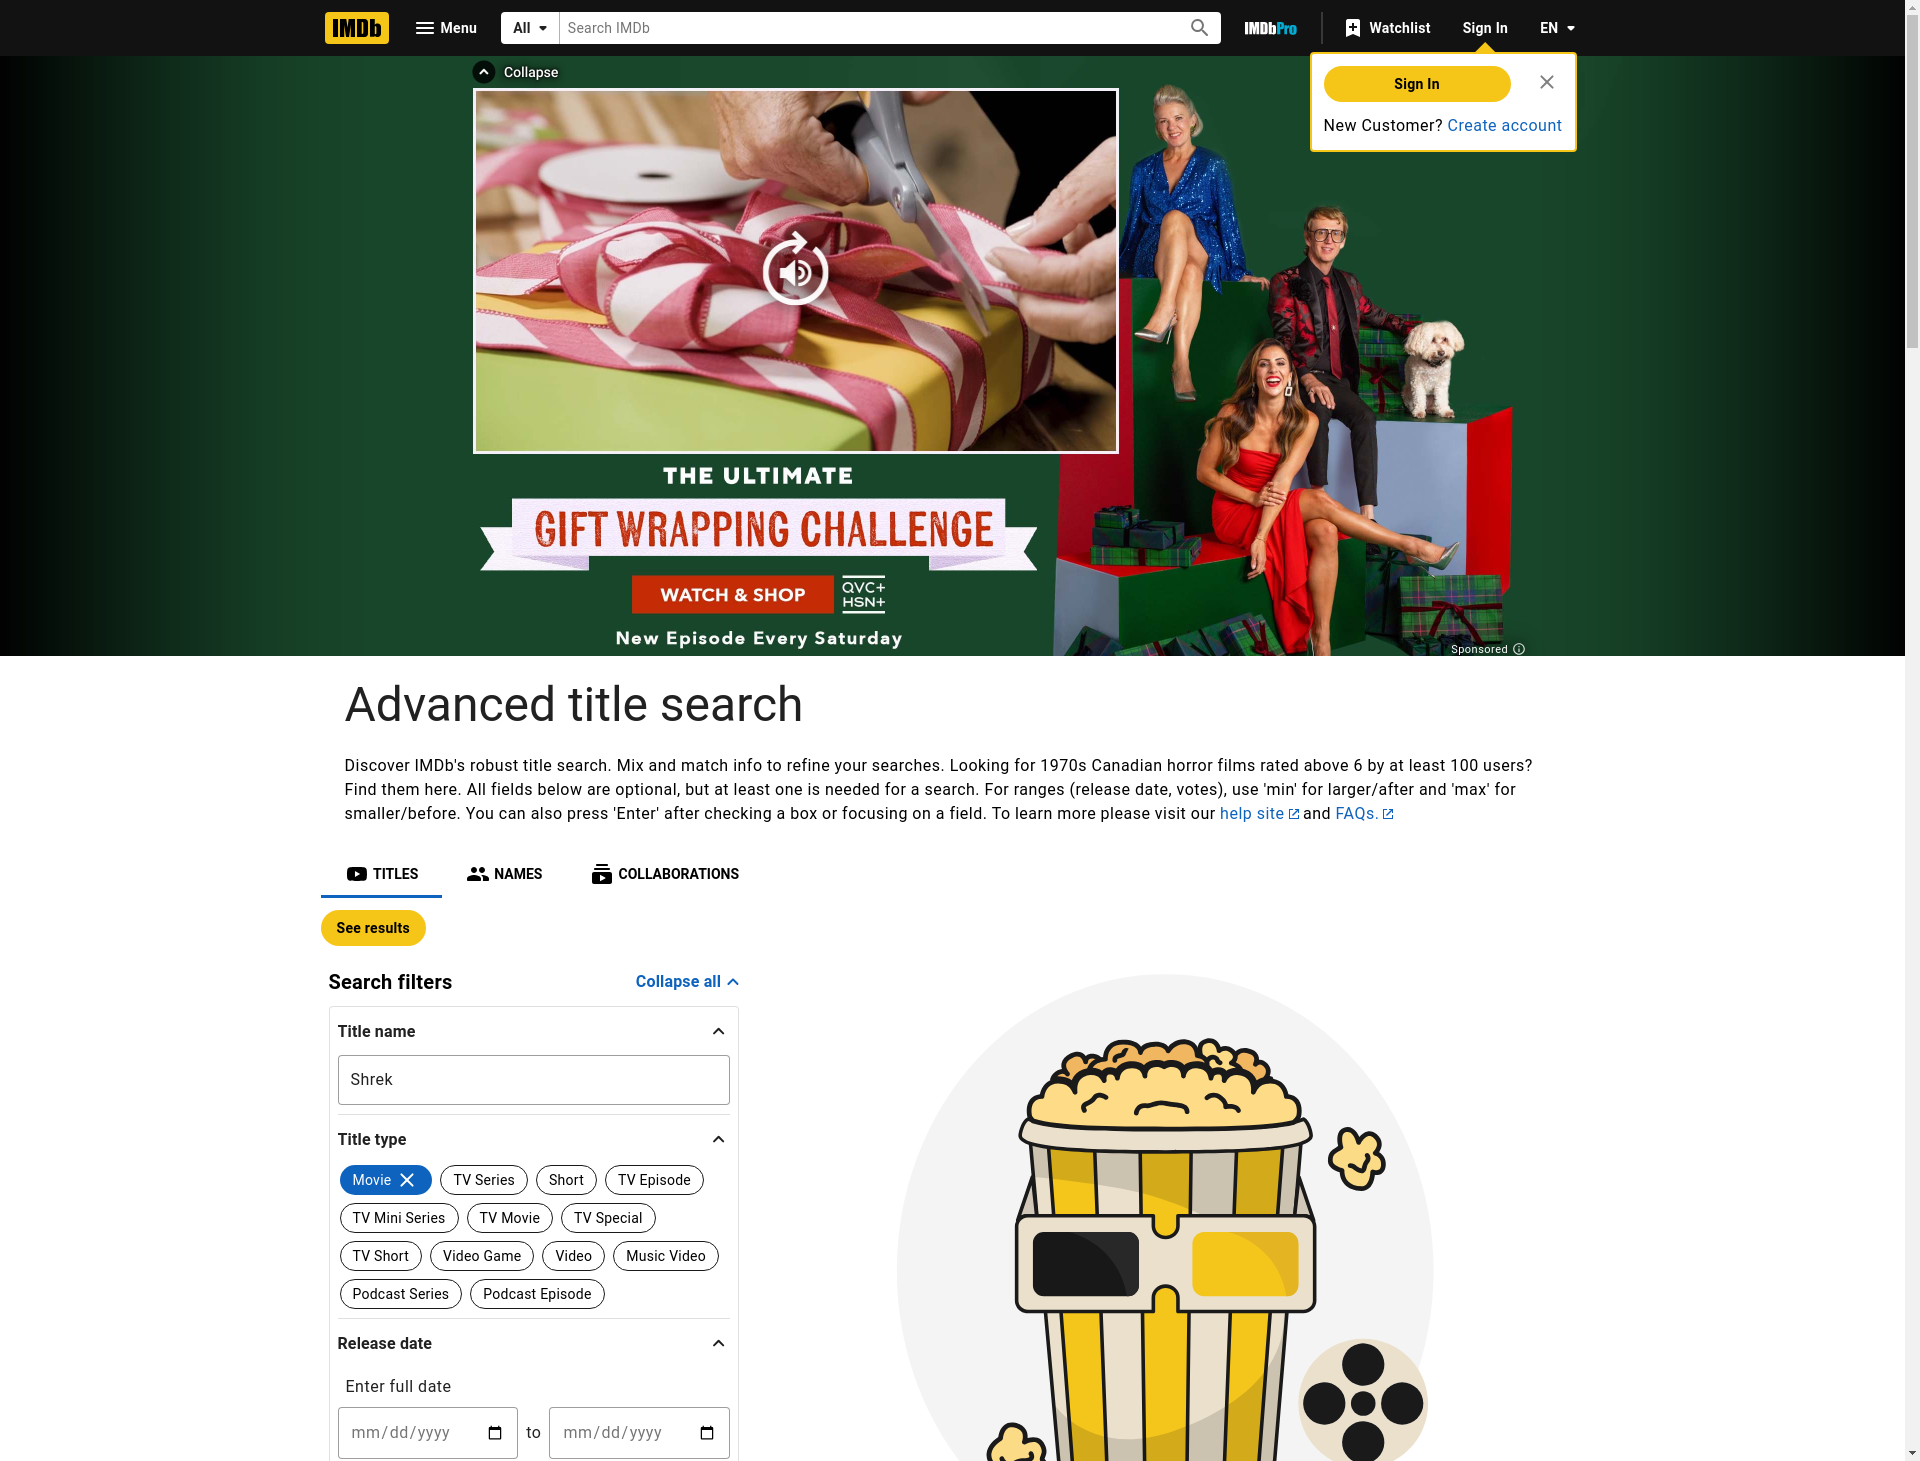 IMDb
Menu
All
Search IMDb
IMDbPro
Watchlist
Sign In
EN
Collapse
Sign In
New Customer? Create account
THE ULTIMATE
GIFT WRAPPING CHALLENGE
WATCH & SHOP
QVC+
HSN+
New Episode Every Saturday
Sponsored
Advanced title search
Discover IMDb's robust title search. Mix and match info to refine your searches. Looking for 1970s Canadian horror films rated above 6 by at least 100 users?
Find them here. All fields below are optional, but at least one is needed for a search. For ranges (release date, votes), use 'min' for larger/after and 'max' for
smaller/before. You can also press 'Enter' after checking a box or focusing on a field. To learn more please visit our help site and FAQs.
TITLES
NAMES
COLLABORATIONS
See results
Search filters
Collapse all
Title name
Shrek
Title type
Movie
TV Series
Short
TV Episode
TV Mini Series
TV Movie
TV Special
TV Short
Video Game
Video
Music Video
Podcast Series
Podcast Episode
Release date
Enter full date
mm/dd/yyyy
to
mm/dd/yyyy